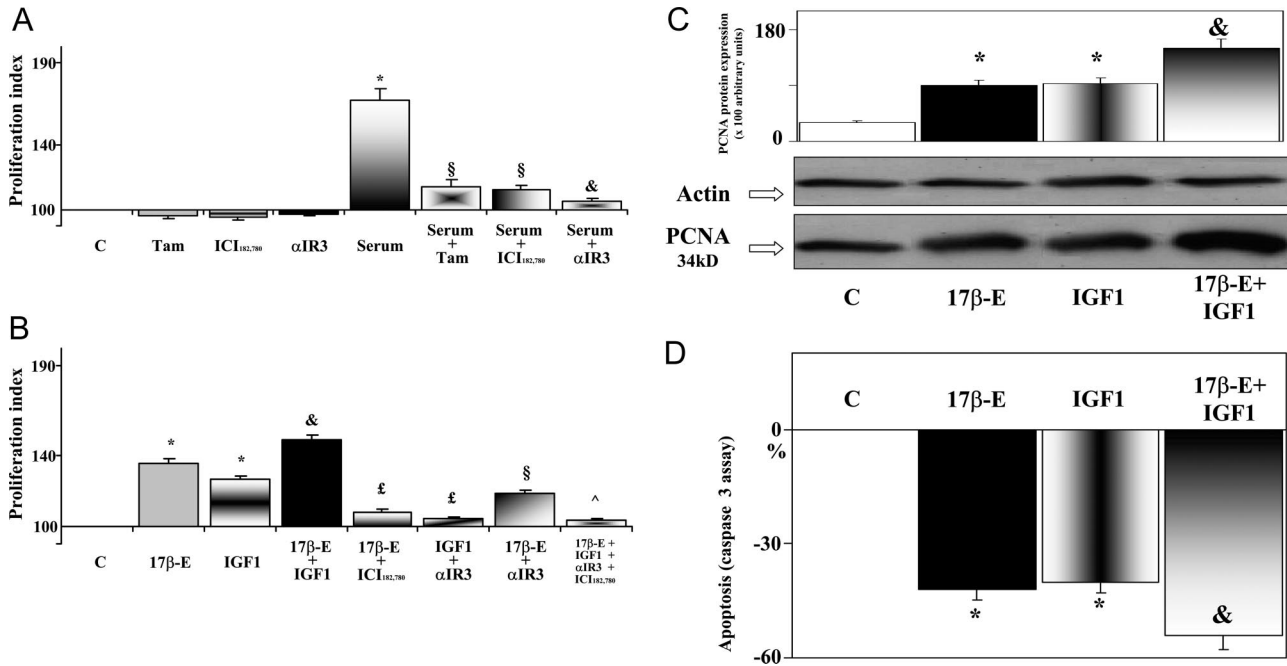 A
Proliferation index
190
140
100
*
§
§
&
C
Tam
ICI182,780
αIR3
Serum
Serum
+
Tam
Serum
+
ICI182,780
Serum
+
αIR3
B
Proliferation index
190
140
100
*
*
&
£
£
§
^
C
17β-E
IGF1
17β-E
+
IGF1
17β-E
+
ICI182,780
IGF1
+
αIR3
17β-E
+
αIR3
17β-E +
IGF1 +
αIR3 +
ICI182,780
C
PCNA protein expression
(x 100 arbitrary units)
180
0
*
*
&
Actin
PCNA
34kD
C
17β-E
IGF1
17β-E+
IGF1
D
Apoptosis (caspase 3 assay)
C
17β-E
IGF1
17β-E+
IGF1
0
%
-30
-60
*
*
&